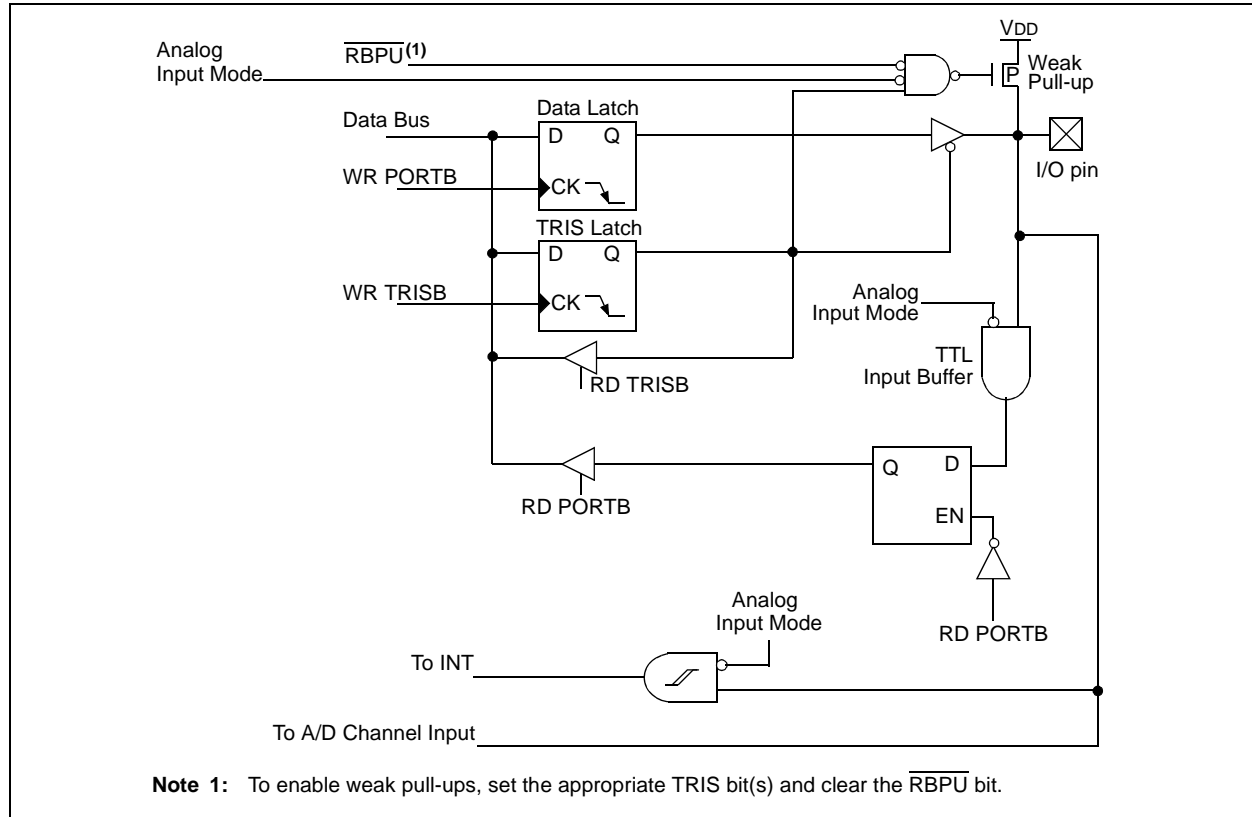 VDD
Analog
Input Mode
RBPU(1)
P
Weak
Pull-up
Data Latch
Data Bus
D Q
I/O pin
WR PORTB
CK
TRIS Latch
D Q
WR TRISB
CK
Analog
Input Mode
TTL
Input Buffer
RD TRISB
Q D
RD PORTB
EN
Analog
Input Mode
RD PORTB
To INT
To A/D Channel Input
Note 1: To enable weak pull-ups, set the appropriate TRIS bit(s) and clear the RBPU bit.